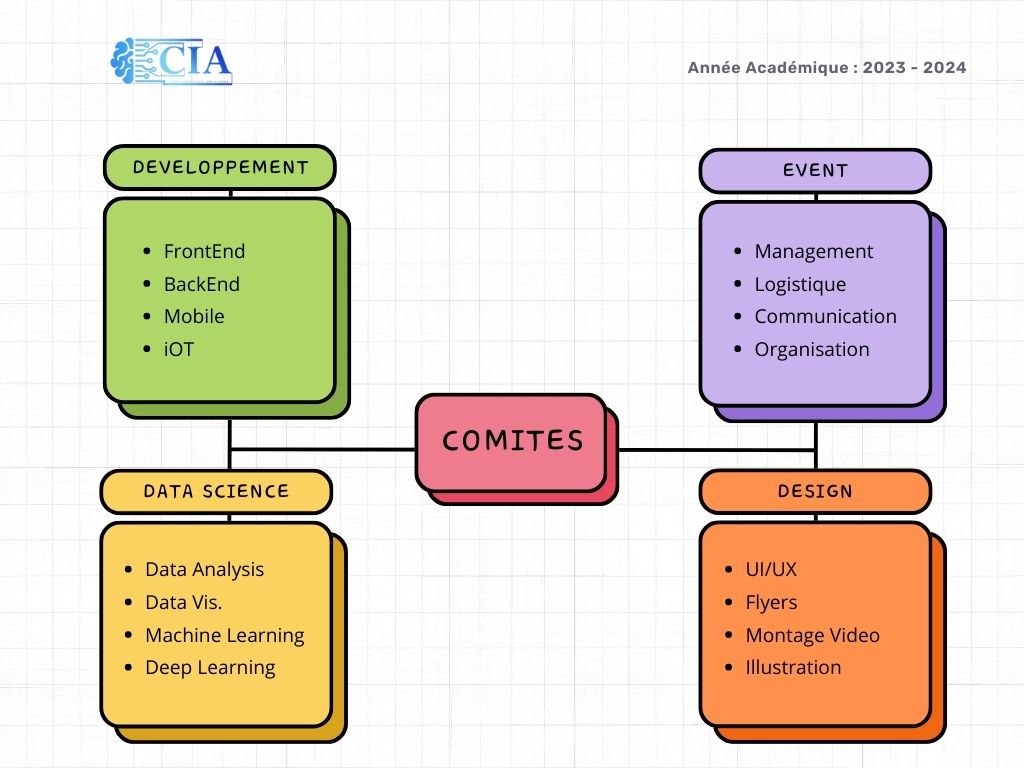 CIA
Année Académique : 2023 - 2024
DEVELOPPEMENT
• FrontEnd
• BackEnd
• Mobile
• iOT
EVENT
• Management
• Logistique
• Communication
• Organisation
COMITES
DATA SCIENCE
• Data Analysis
• Data Vis.
• Machine Learning
• Deep Learning
DESIGN
• UI/UX
• Flyers
• Montage Video
• Illustration